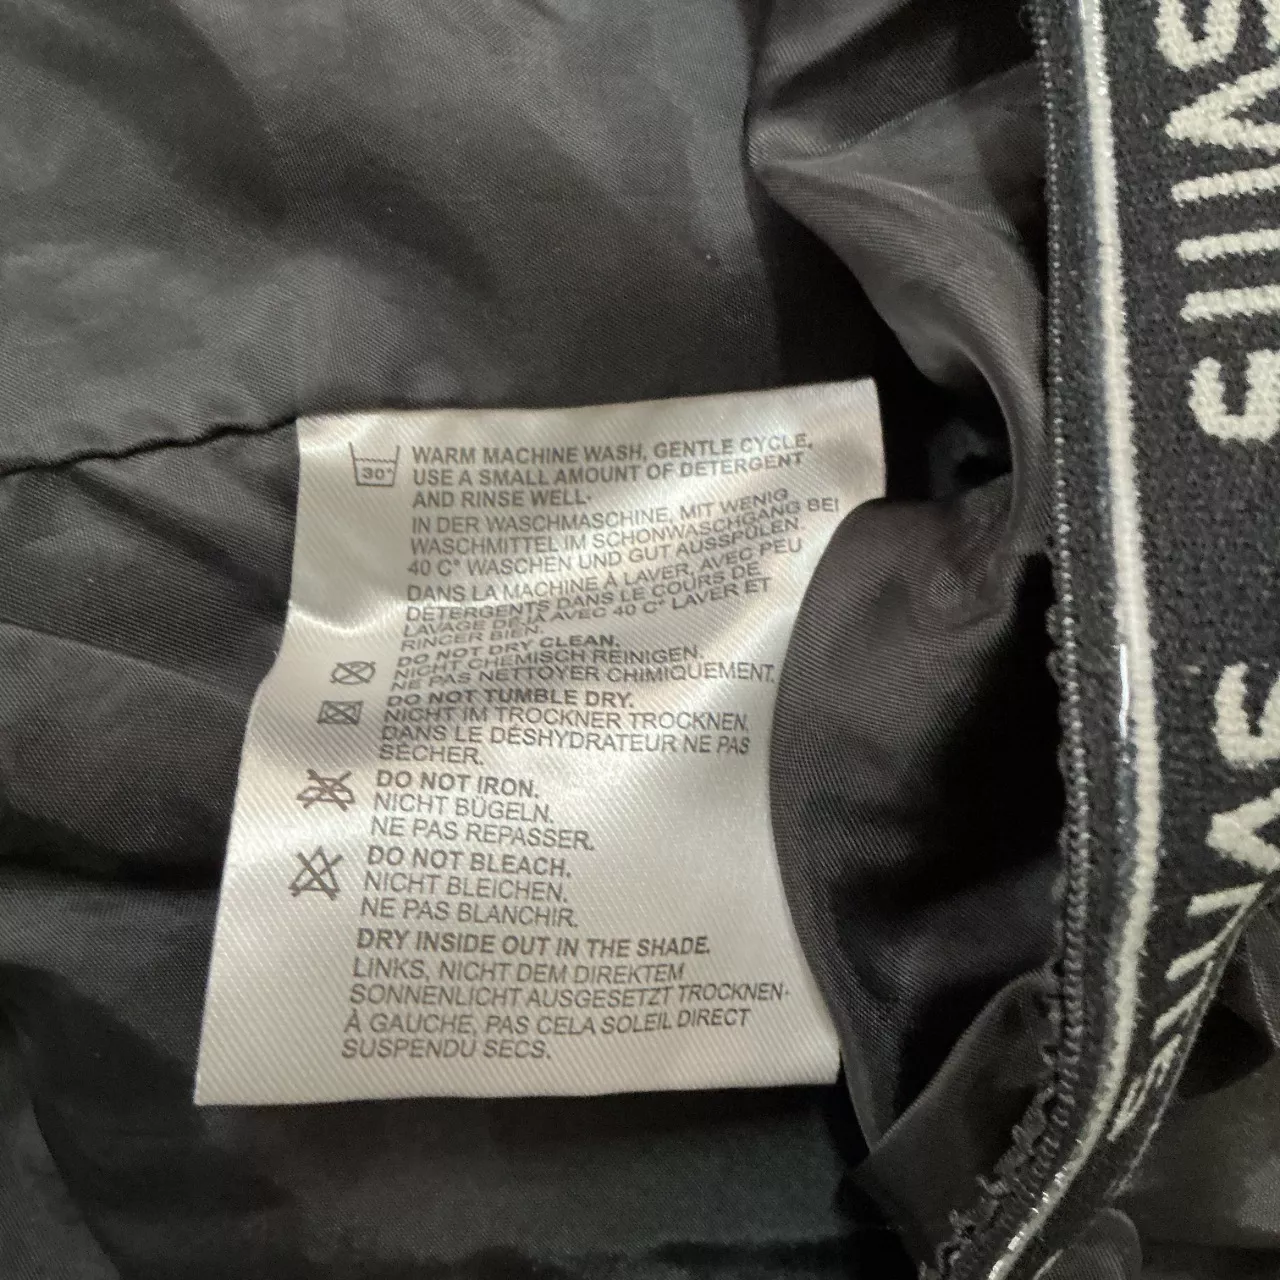 30°
WARM MACHINE WASH, GENTLE CYCLE.
USE A SMALL AMOUNT OF DETERGENT
AND RINSE WELL-
IN DER WASCHMASCHINE, MIT WENIG
WASCHMITTEL IM SCHONWASCHGANG BEI
40 C° WASCHEN UND GUT AUSSPÜLEN.
DANS LA MACHINE À LAVER, AVEC PEU
DÉTERGENTS DANS LE COURS DE
LAVAGE DEJA AVEC 40 C° LAVER ET
RINCER BIEN.
DO NOT DRY CLEAN.
NIGHT CHEMISCH REINIGEN.
NE PAS NETTOYER CHIMIQUEMENT.
DO NOT TUMBLE DRY.
NICHT IM TROCKNER TROCKNEN.
DANS LE DÉSHYDRATEUR NE PAS
SÉCHER.
DO NOT IRON.
NICHT BÜGELN.
NE PAS REPASSER.
DO NOT BLEACH.
NICHT BLEICHEN.
NE PAS BLANCHIR.
DRY INSIDE OUT IN THE SHADE.
LINKS, NICHT DEM DIREKTEM
SONNENLICHT AUSGESETZT TROCKNEN-
À GAUCHE, PAS CELA SOLEIL DIRECT
SUSPENDU SECS.